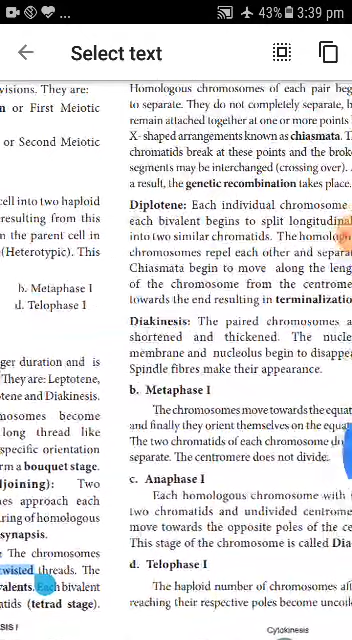 43% 3:39 pm
Select text
visions. They are:
n or First Meiotic
or Second Meiotic
cell into two haploid
resulting from this
n the parent cell in
(Heterotypic). This
b. Metaphase I
d. Telophase I
ger duration and is
They are: Leptotene,
otene and Diakinesis.
mosomes become
long thread like
specific orientation
rm a bouquet stage.
djoining): Two
mes approach each
iring of homologous
synapsis.
: The chromosomes
twisted threads. The
valents. Each bivalent
atids (tetrad stage).
SIS I
Homologous chromosomes of each pair beg
to separate. They do not completely separate, b
remain attached together at one or more points
X- shaped arrangements known as chiasmata. T
chromatids break at these points and the brok
segments may be interchanged (crossing over).
a result, the genetic recombination takes place.
Diplotene: Each individual chromosome
each bivalent begins to split longitudinal
into two similar chromatids. The homolog
chromosomes repel each other and separa
Chiasmata begin to move along the leng
of the chromosome from the centrome
towards the end resulting in terminalizatio
Diakinesis: The paired chromosomes a
shortened and thickened. The nucle
membrane and nucleolus begin to disappea
Spindle fibres make their appearance.
b. Metaphase I
The chromosomes move towards the equat
and finally they orient themselves on the equat
The two chromatids of each chromosome do
separate. The centromere does not divide.
c. Anaphase I
Each homologous chromosome with
two chromatids and undivided centrome
move towards the opposite poles of the ce
This stage of the chromosome is called Dia
d. Telophase I
The haploid number of chromosomes aft
reaching their respective poles become uncoil
Cytokinesis